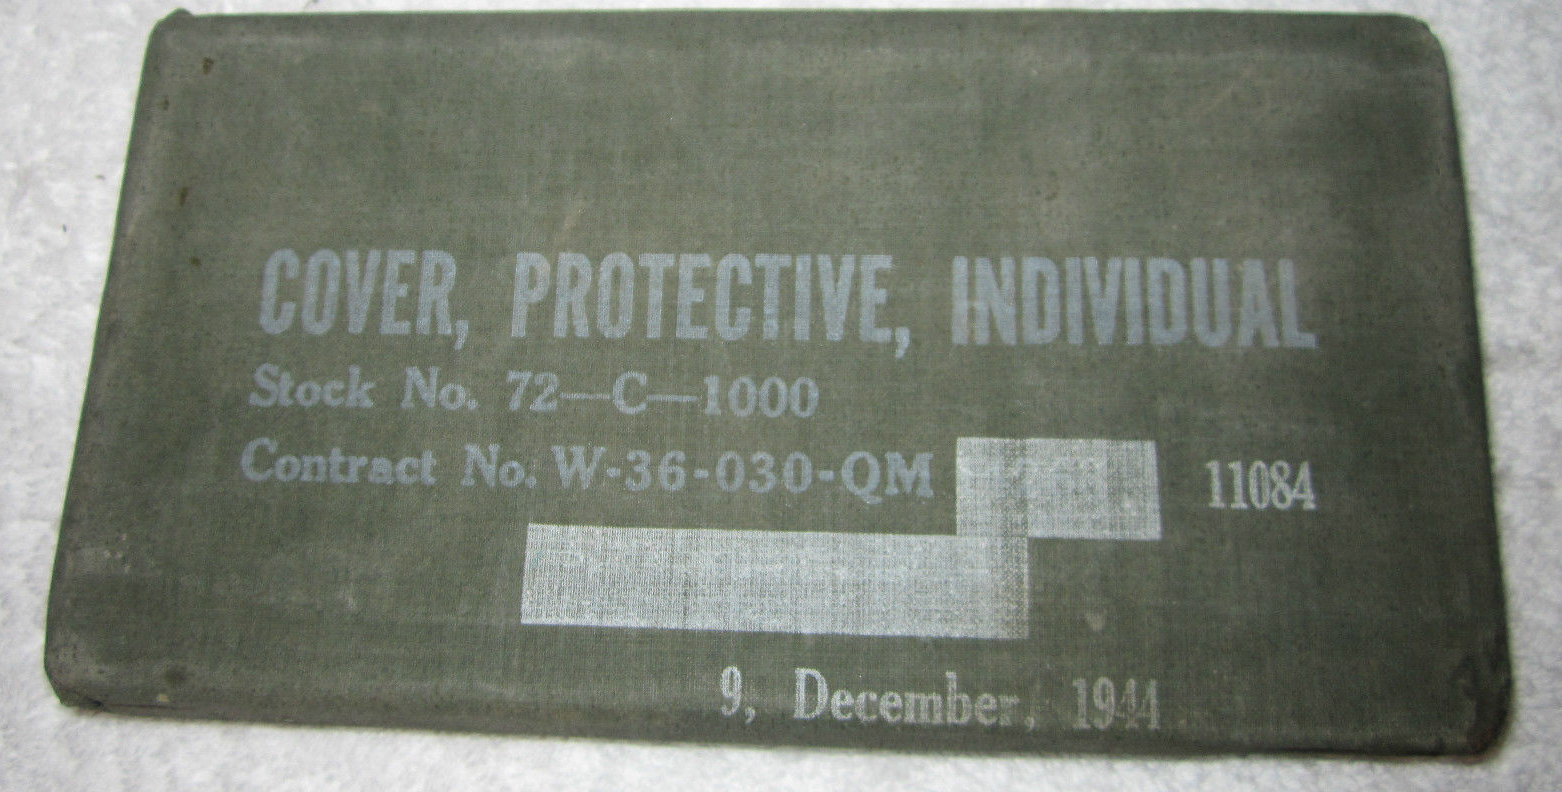 COVER, PROTECTIVE, INDIVIDUAL
Stock No. 72—C—1000
Contract No. W-36-030-QM 11084
9, December, 1944